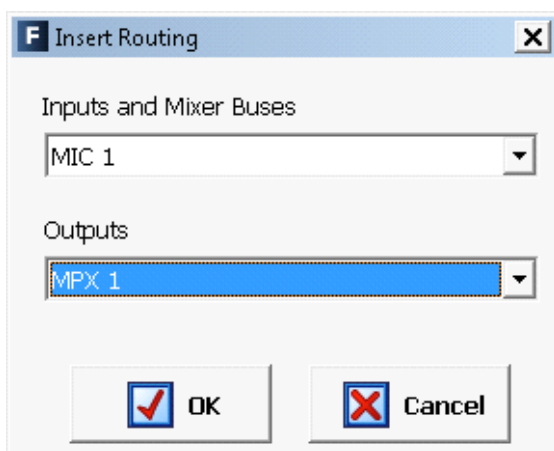 F Insert Routing
Inputs and Mixer Buses
MIC 1
Outputs
MPX 1
OK Cancel